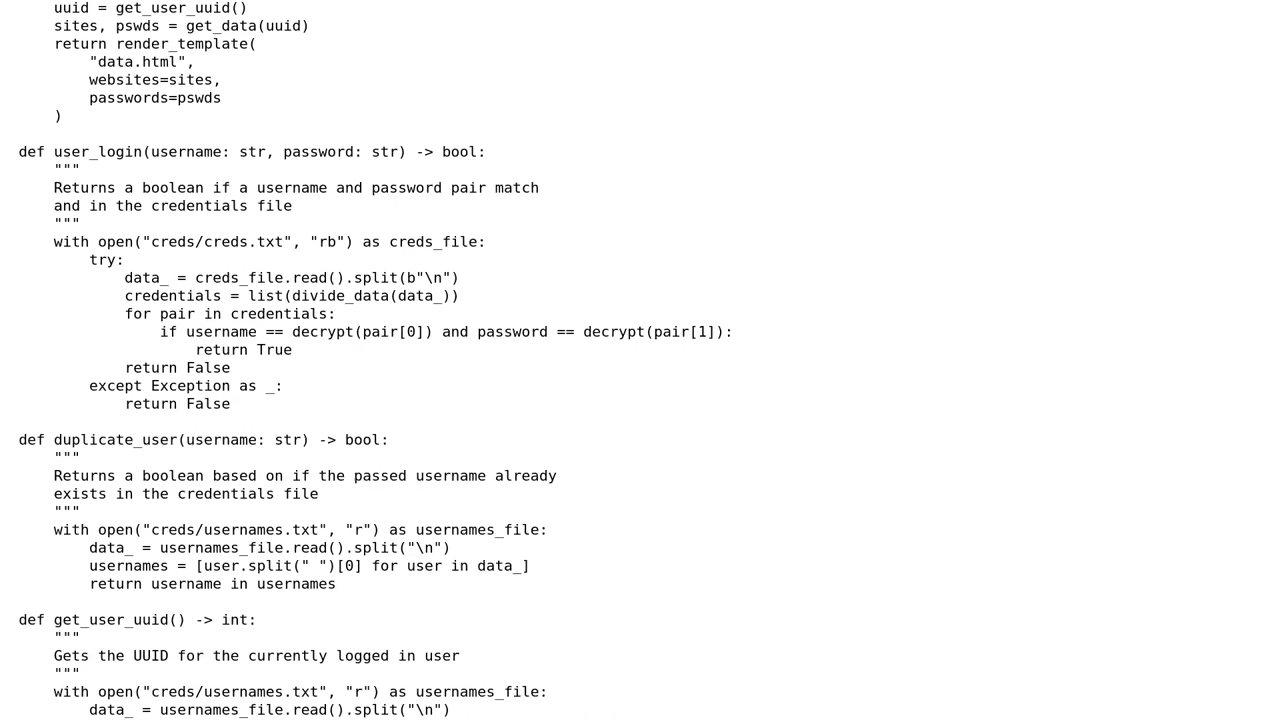 uuid = get_user_uuid()
    sites, pswds = get_data(uuid)
    return render_template(
        "data.html",
        websites=sites,
        passwords=pswds
    )

def user_login(username: str, password: str) -> bool:
    """
    Returns a boolean if a username and password pair match
    and in the credentials file
    """
    with open("creds/creds.txt", "rb") as creds_file:
        try:
            data_ = creds_file.read().split(b"\n")
            credentials = list(divide_data(data_))
            for pair in credentials:
                if username == decrypt(pair[0]) and password == decrypt(pair[1]):
                    return True
            return False
        except Exception as _:
            return False

def duplicate_user(username: str) -> bool:
    """
    Returns a boolean based on if the passed username already
    exists in the credentials file
    """
    with open("creds/usernames.txt", "r") as usernames_file:
        data_ = usernames_file.read().split("\n")
        usernames = [user.split(" ")[0] for user in data_]
        return username in usernames

def get_user_uuid() -> int:
    """
    Gets the UUID for the currently logged in user
    """
    with open("creds/usernames.txt", "r") as usernames_file:
        data_ = usernames_file.read().split("\n")